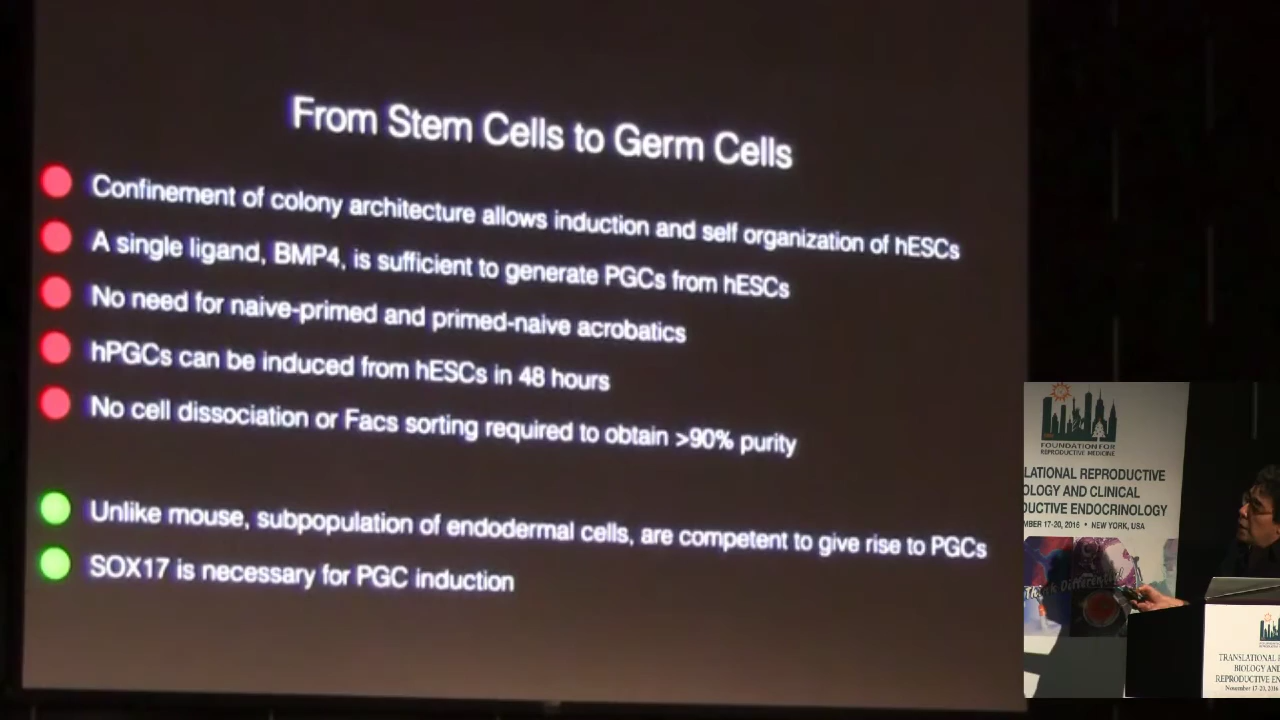 From Stem Cells to Germ Cells
Confinement of colony architecture allows induction and self organization of hESCs
A single ligand, BMP4, is sufficient to generate PGCs from hESCs
No need for naive-primed and primed-naive acrobatics
hPGCs can be induced from hESCs in 48 hours
No cell dissociation or Facs sorting required to obtain >90% purity
Unlike mouse, subpopulation of endodermal cells, are competent to give rise to PGCs
SOX17 is necessary for PGC induction
FOUNDATION FOR
REPRODUCTIVE MEDICINE
LATIONAL REPRODUCTIVE
OLOGY AND CLINICAL
DUCTIVE ENDOCRINOLOGY
MBER 17-20, 2016 • NEW YORK, USA
TRANSLATIONAL
BIOLOGY AND
REPRODUCTIVE EN
November 17-20, 2016